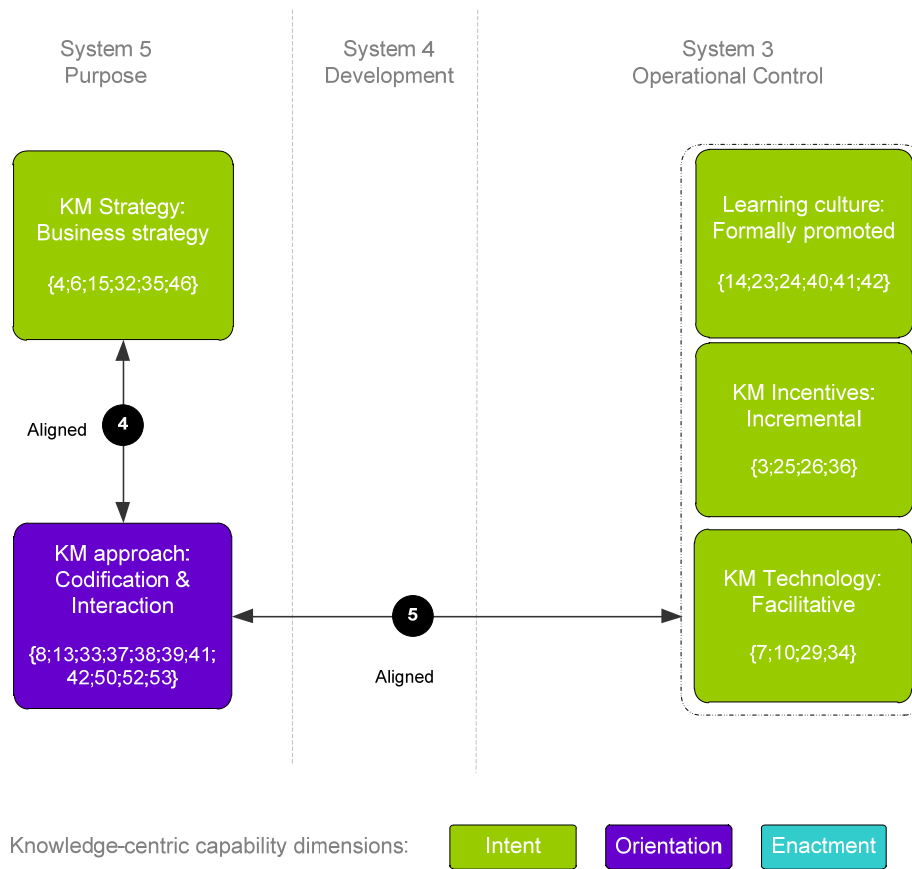 System 5
Purpose
System 4
Development
System 3
Operational Control
KM Strategy:
Business strategy
{4;6;15;32;35;46}
Learning culture:
Formally promoted
{14;23;24;40;41;42}
Aligned
4
KM Incentives:
Incremental
{3;25;26;36}
KM approach:
Codification &
Interaction
{8;13;33;37;38;39;41;
42;50;52;53}
5
Aligned
KM Technology:
Facilitative
{7;10;29;34}
Knowledge-centric capability dimensions:
Intent
Orientation
Enactment